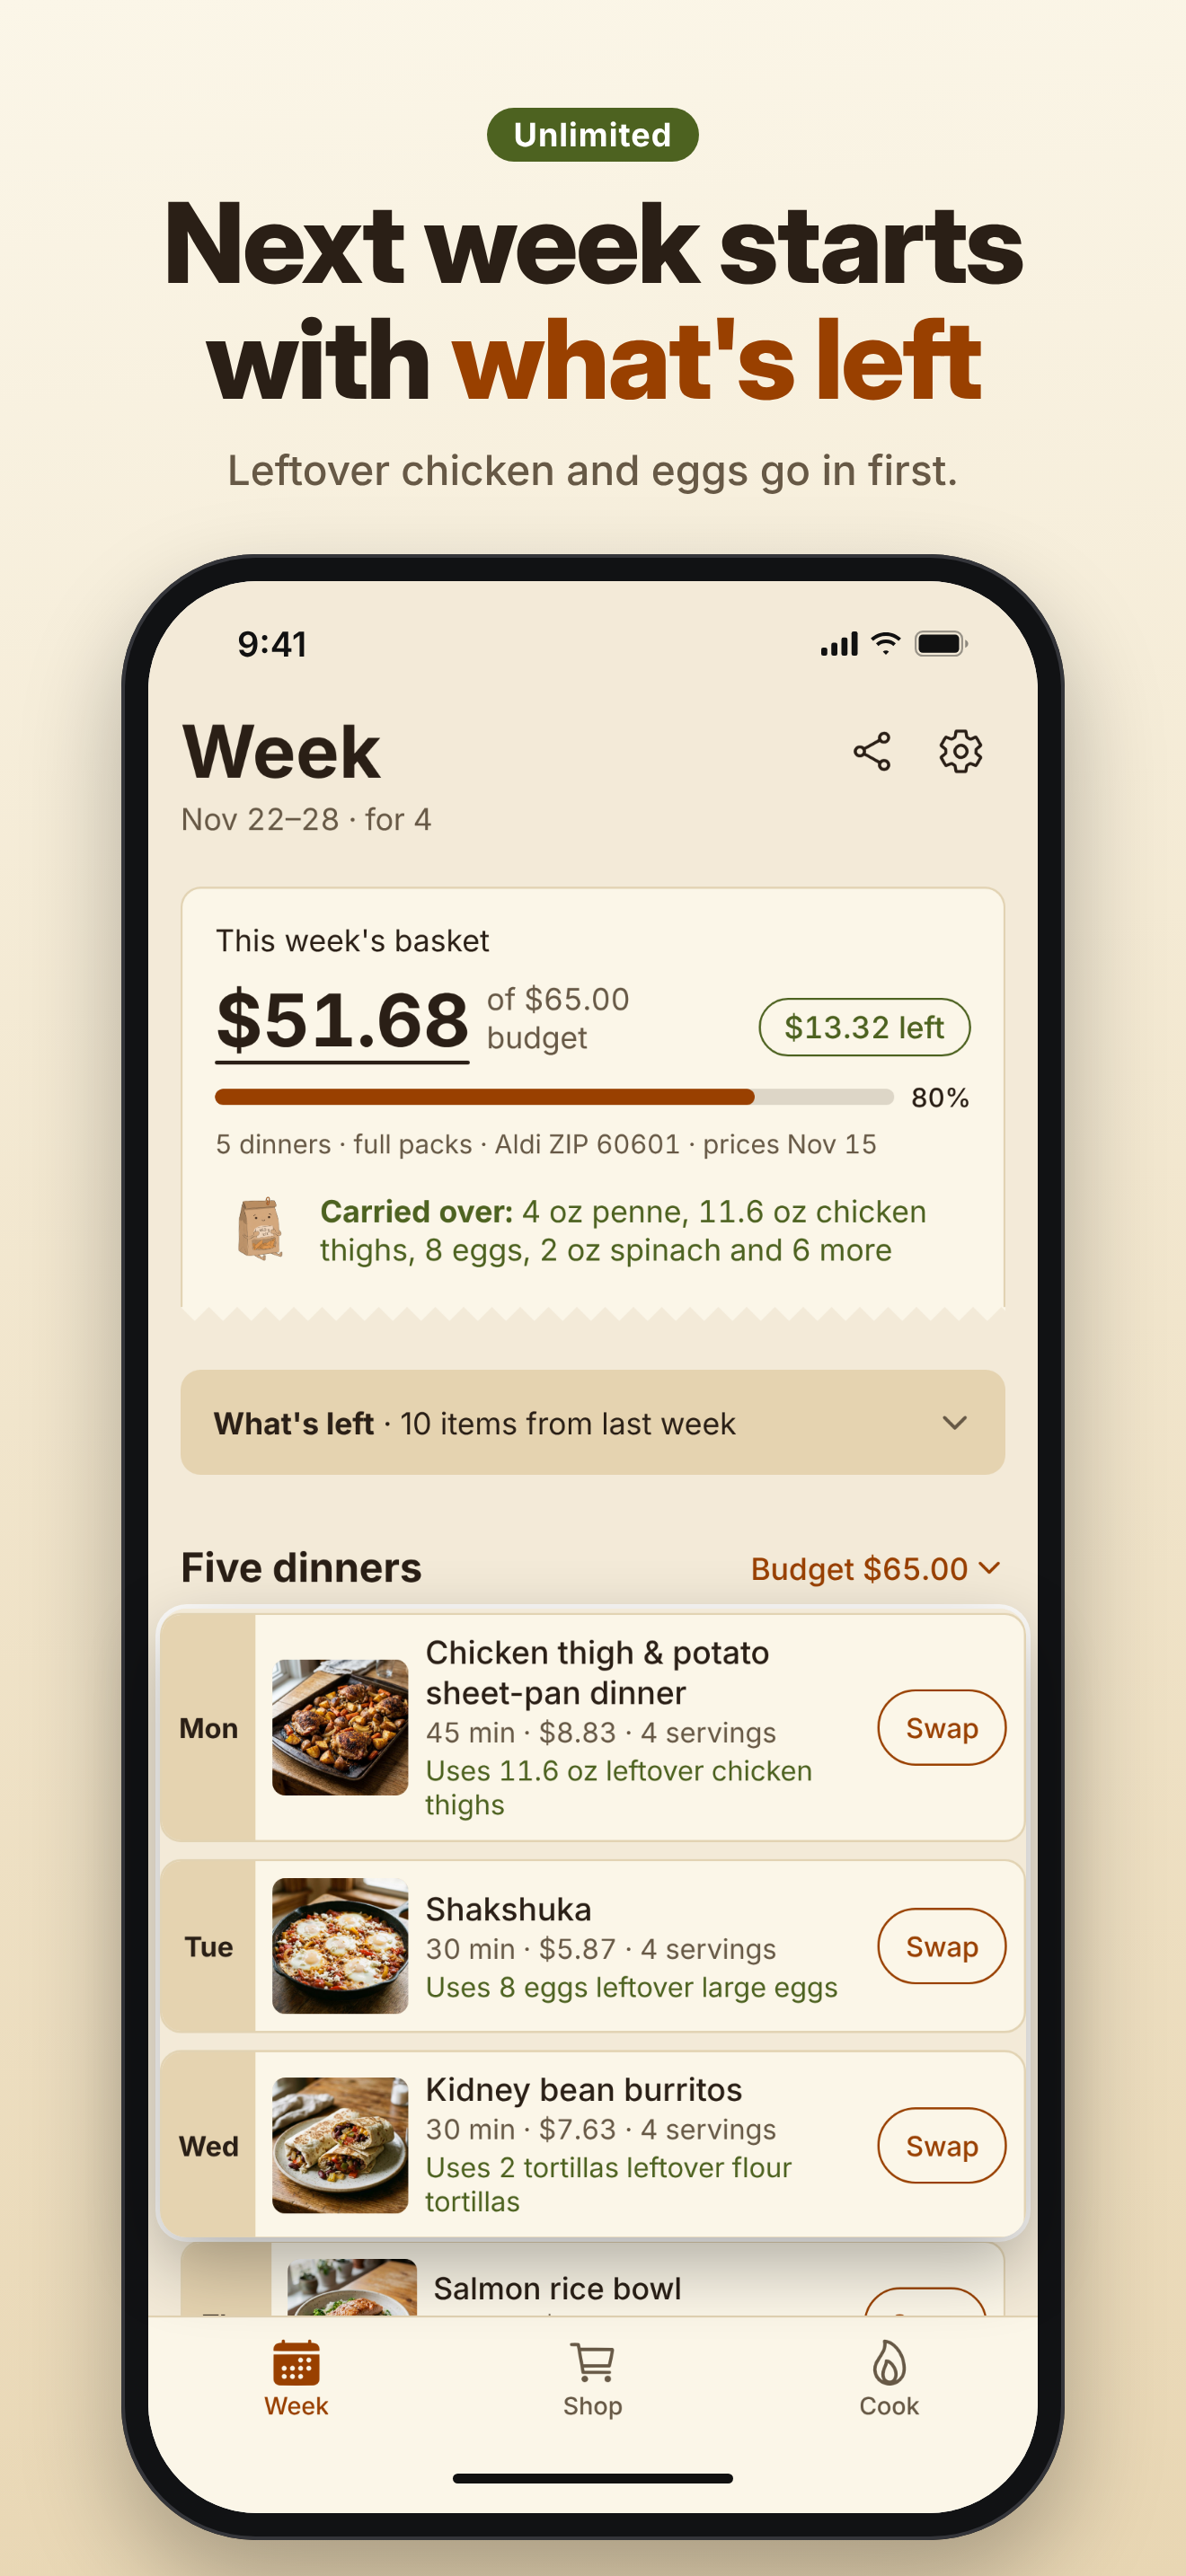 Unlimited
Next week starts
with what's left
Leftover chicken and eggs go in first.
9:41
Week
Nov 22–28 · for 4
This week's basket
$51.68 of $65.00
budget
$13.32 left
80%
5 dinners · full packs · Aldi ZIP 60601 · prices Nov 15
Carried over: 4 oz penne, 11.6 oz chicken
thighs, 8 eggs, 2 oz spinach and 6 more
What's left · 10 items from last week
Five dinners
Budget $65.00
Mon
Chicken thigh & potato
sheet-pan dinner
45 min · $8.83 · 4 servings
Uses 11.6 oz leftover chicken
thighs
Swap
Tue
Shakshuka
30 min · $5.87 · 4 servings
Uses 8 eggs leftover large eggs
Swap
Wed
Kidney bean burritos
30 min · $7.63 · 4 servings
Uses 2 tortillas leftover flour
tortillas
Swap
Salmon rice bowl
Week
Shop
Cook